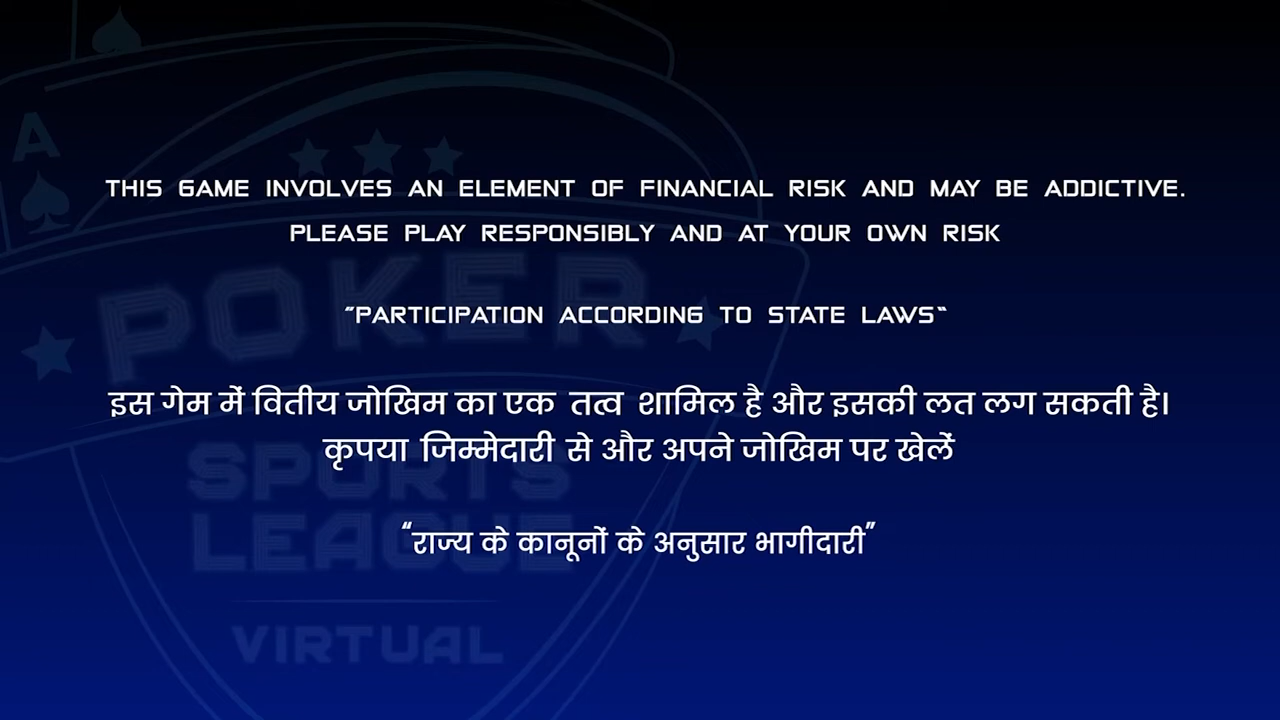 A
THIS GAME INVOLVES AN ELEMENT OF FINANCIAL RISK AND MAY BE ADDICTIVE.
PLEASE PLAY RESPONSIBLY AND AT YOUR OWN RISK
POKER
"PARTICIPATION ACCORDING TO STATE LAWS"
इस गेम में वितीय जोखिम का एक तत्व शामिल है और इसकी लत लग सकती है।
कृपया जिम्मेदारी से और अपने जोखिम पर खेलें
SPORTS
LEAGUE
"राज्य के कानूनों के अनुसार भागीदारी"
VIRTUAL